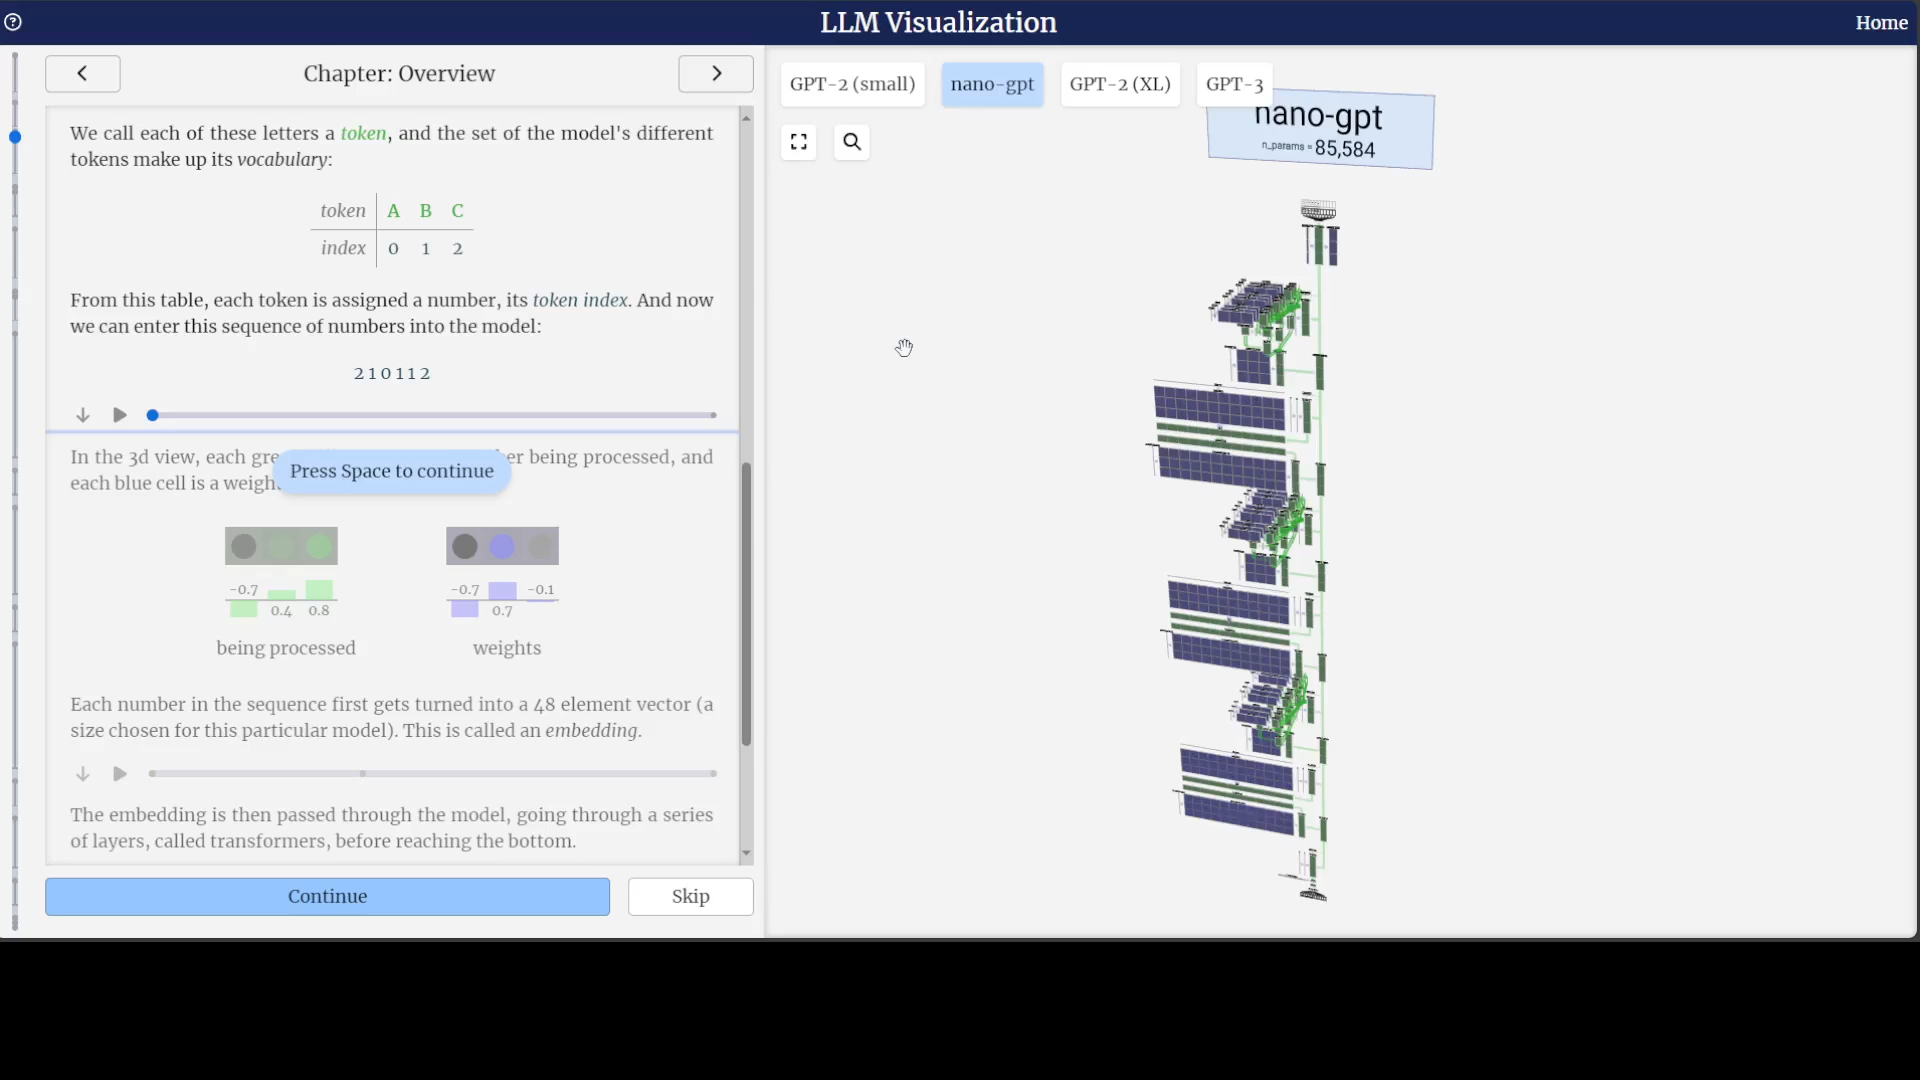 LLM Visualization
Home
Chapter: Overview
We call each of these letters a token, and the set of the model's different
tokens make up its vocabulary:
token A B C
index 0 1 2
From this table, each token is assigned a number, its token index. And now
we can enter this sequence of numbers into the model:
2 1 0 1 1 2
In the 3d view, each gre
er being processed, and
each blue cell is a weigh
Press Space to continue
-0.7 0.4 0.8
-0.7 0.7 -0.1
being processed
weights
Each number in the sequence first gets turned into a 48 element vector (a
size chosen for this particular model). This is called an embedding.
The embedding is then passed through the model, going through a series
of layers, called transformers, before reaching the bottom.
Continue
Skip
GPT-2 (small)
nano-gpt
GPT-2 (XL)
GPT-3
nano-gpt
n_params = 85,584